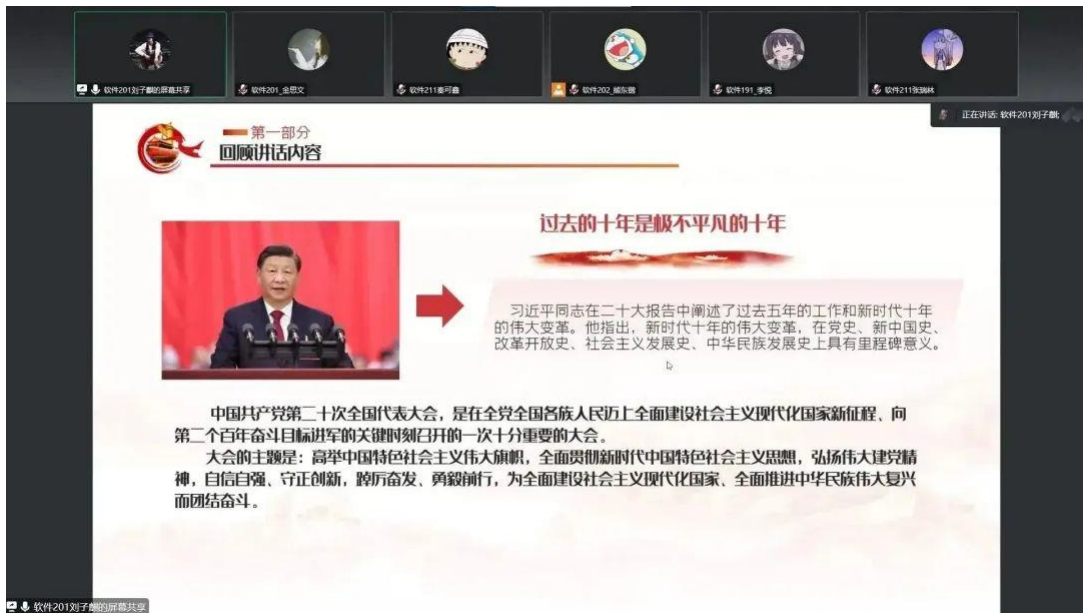 软件201刘子麒的屏幕共享
软件201_金思文
软件202_
软件191_李悦
软件211张瑞林
正在讲话: 软件201刘子麒;
第一部分
回顾讲话内容
过去的十年是极不平凡的十年
习近平同志在二十大报告中阐述了过去五年的工作和新时代十年
的伟大变革。他指出，新时代十年的伟大变革，在党史、新中国史、
改革开放史、社会主义发展史、中华民族发展史上具有里程碑意义。
中国共产党第二十次全国代表大会，是在全党全国各族人民迈上全面建设社会主义现代化国家新征程、向
第二个百年奋斗目标进军的关键时刻召开的一次十分重要的大会。
大会的主题是：高举中国特色社会主义伟大旗帜，全面贯彻新时代中国特色社会主义思想，弘扬伟大建党精
神，自信自强、守正创新，踔厉奋发、勇毅前行，为全面建设社会主义现代化国家、全面推进中华民族伟大复兴
而团结奋斗。
软件201刘子麒的屏幕共享